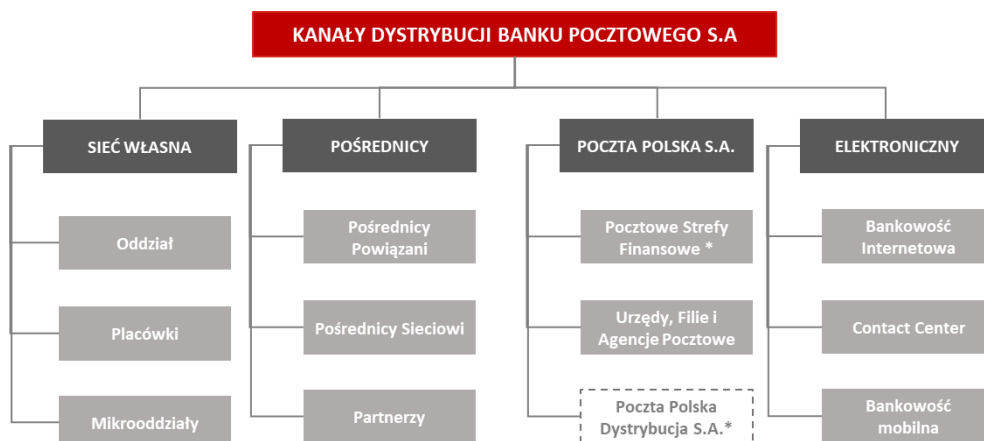 KANAŁY DYSTRYBUCJI BANKU POCZTOWEGO S.A
SIEĆ WŁASNA
Oddział
Placówki
Mikrooddziały
POŚREDNICY
Pośrednicy
Powiązani
Pośrednicy Sieciowi
Partnerzy
POCZTA POLSKA S.A.
Pocztowe Strefy
Finansowe *
Urzędy, Filie i
Agencje Pocztowe
Poczta Polska
Dystrybucja S.A.*
ELEKTRONICZNY
Bankowość
Internetowa
Contact Center
Bankowość
mobilna